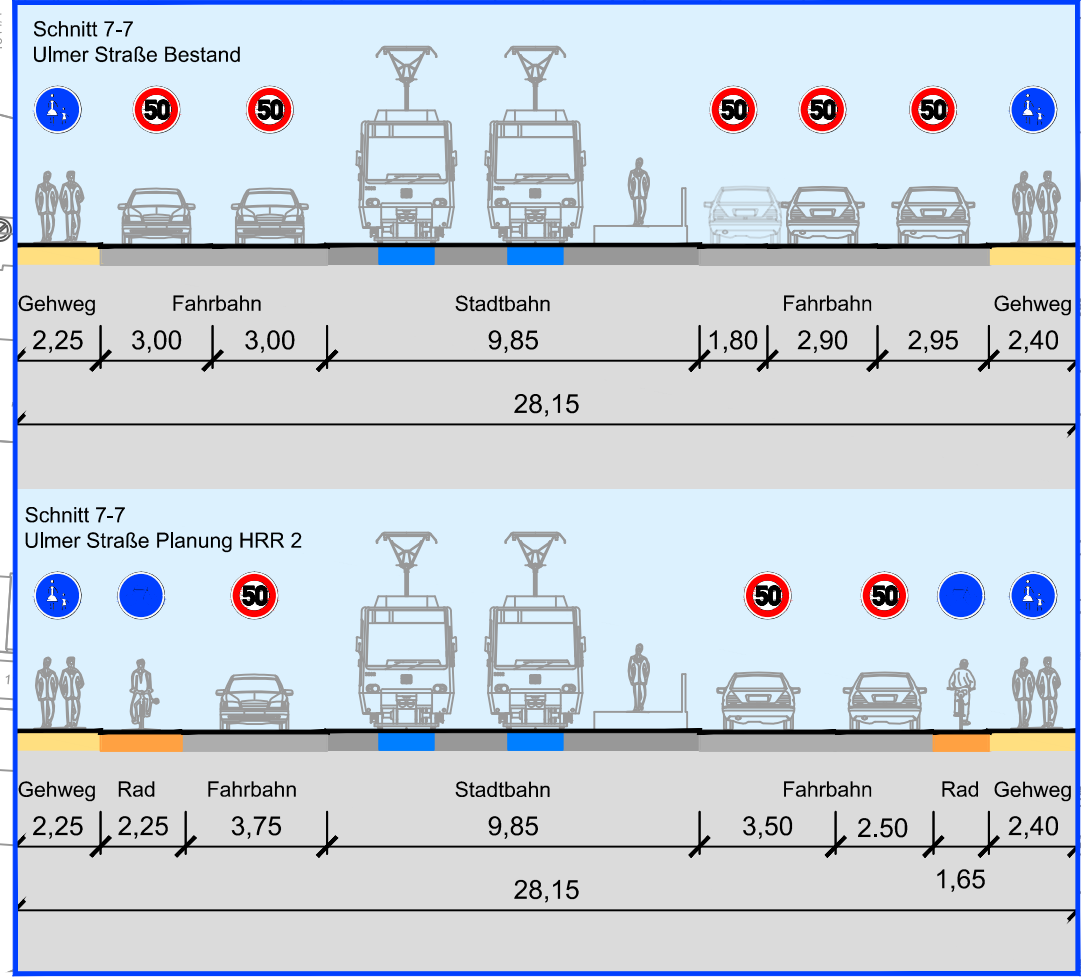 Schnitt 7-7
Ulmer Straße Bestand
50 50 50 50 50
Gehweg Fahrbahn Stadtbahn Fahrbahn Gehweg
2,25 3,00 3,00 9,85 1,80 2,90 2,95 2,40
28,15
Schnitt 7-7
Ulmer Straße Planung HRR 2
50 50 50
Gehweg Rad Fahrbahn Stadtbahn Fahrbahn Rad Gehweg
2,25 2,25 3,75 9,85 3,50 2.50 2,40
1,65
28,15